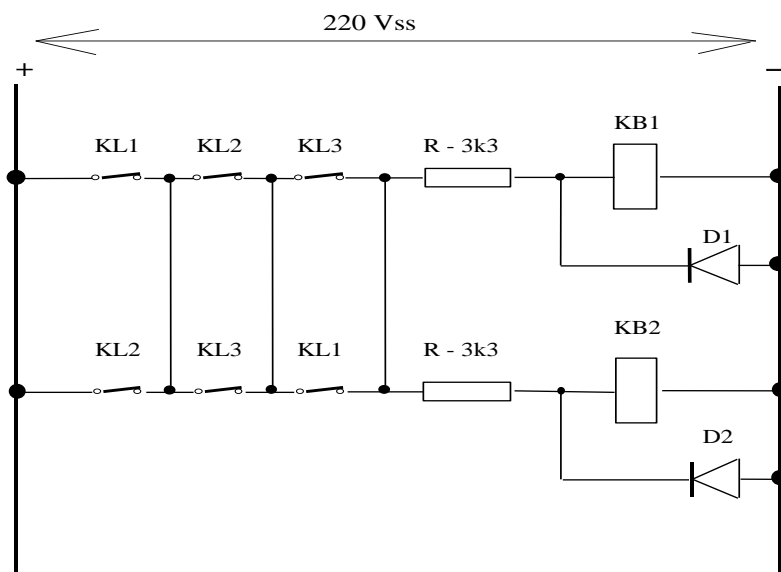 220 Vss
+ –
KL1 KL2 KL3 R - 3k3 KB1
D1
KL2 KL3 KL1 R - 3k3 KB2
D2